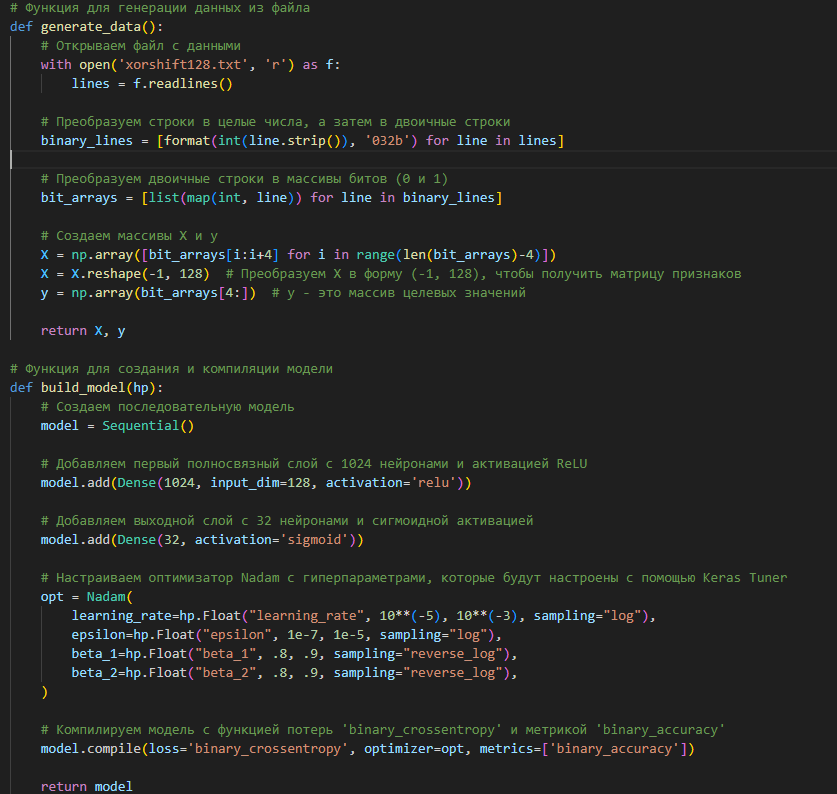 # Функция для генерации данных из файла
def generate_data():
    # Открываем файл с данными
    with open('xorshift128.txt', 'r') as f:
        lines = f.readlines()

    # Преобразуем строки в целые числа, а затем в двоичные строки
    binary_lines = [format(int(line.strip()), '032b') for line in lines]

    # Преобразуем двоичные строки в массивы битов (0 и 1)
    bit_arrays = [list(map(int, line)) for line in binary_lines]

    # Создаем массивы X и y
    X = np.array([bit_arrays[i:i+4] for i in range(len(bit_arrays)-4)])
    X = X.reshape(-1, 128)  # Преобразуем X в форму (-1, 128), чтобы получить матрицу признаков
    y = np.array(bit_arrays[4:])  # y - это массив целевых значений

    return X, y

# Функция для создания и компиляции модели
def build_model(hp):
    # Создаем последовательную модель
    model = Sequential()

    # Добавляем первый полносвязный слой с 1024 нейронами и активацией ReLU
    model.add(Dense(1024, input_dim=128, activation='relu'))

    # Добавляем выходной слой с 32 нейронами и сигмоидной активацией
    model.add(Dense(32, activation='sigmoid'))

    # Настраиваем оптимизатор Nadam с гиперпараметрами, которые будут настроены с помощью Keras Tuner
    opt = Nadam(
        learning_rate=hp.Float("learning_rate", 10**(-5), 10**(-3), sampling="log"),
        epsilon=hp.Float("epsilon", 1e-7, 1e-5, sampling="log"),
        beta_1=hp.Float("beta_1", .8, .9, sampling="reverse_log"),
        beta_2=hp.Float("beta_2", .8, .9, sampling="reverse_log"),
    )

    # Компилируем модель с функцией потерь 'binary_crossentropy' и метрикой 'binary_accuracy'
    model.compile(loss='binary_crossentropy', optimizer=opt, metrics=['binary_accuracy'])

    return model